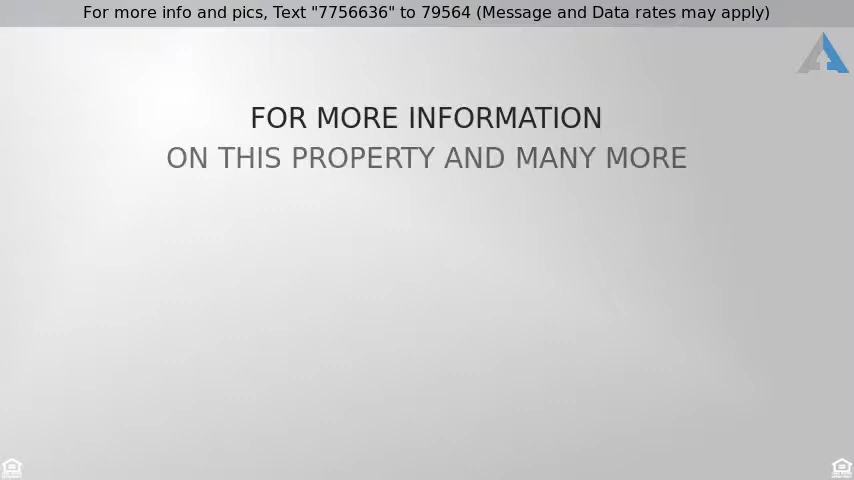 For more info and pics, Text "7756636" to 79564 (Message and Data rates may apply)
FOR MORE INFORMATION
ON THIS PROPERTY AND MANY MORE